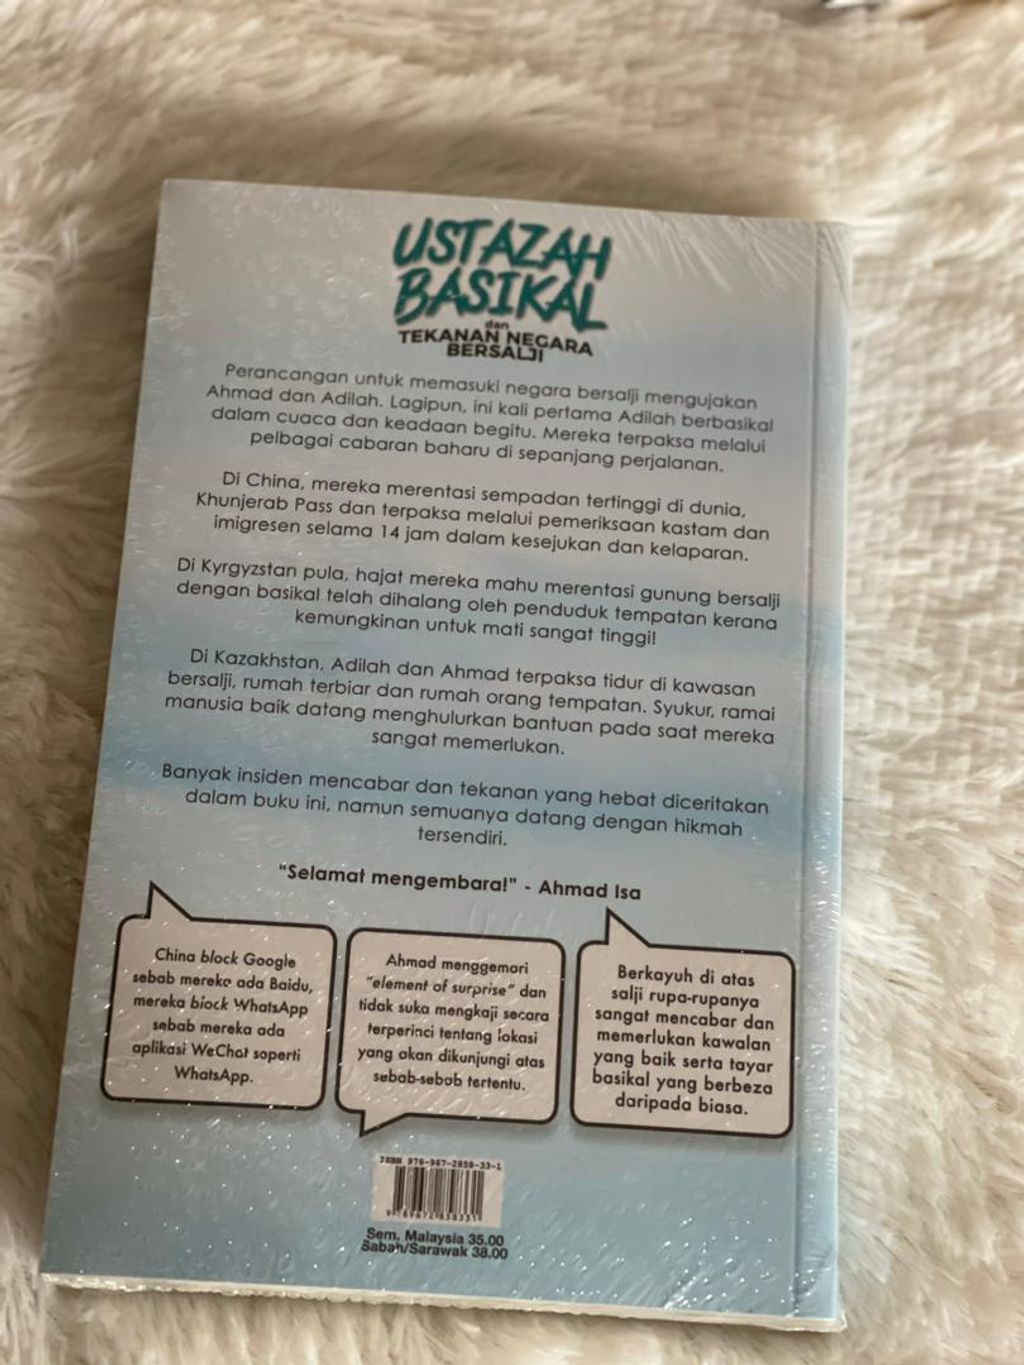 USTAZAH
BASIKAL
dan
TEKANAN NEGARA
BERSALJI
Perancangan untuk memasuki negara bersalji mengujakan
Ahmad dan Adilah. Lagipun, ini kali pertama Adilah berbasikal
dalam cuaca dan keadaan begitu. Mereka terpaksa melalui
pelbagai cabaran baharu di sepanjang perjalanan.
Di China, mereka merentasi sempadan tertinggi di dunia,
Khunjerab Pass dan terpaksa melalui pemeriksaan kastam dan
imigresen selama 14 jam dalam kesejukan dan kelaparan.
Di Kyrgyzstan pula, hajat mereka mahu merentasi gunung bersalji
dengan basikal telah dihalang oleh penduduk tempatan kerana
kemungkinan untuk mati sangat tinggi!
Di Kazakhstan, Adilah dan Ahmad terpaksa tidur di kawasan
bersalji, rumah terbiar dan rumah orang tempatan. Syukur, ramai
manusia baik datang menghulurkan bantuan pada saat mereka
sangat memerlukan.
Banyak insiden mencabar dan tekanan yang hebat diceritakan
dalam buku ini, namun semuanya datang dengan hikmah
tersendiri.
"Selamat mengembara!" - Ahmad Isa
China block Google
sebab mereka ada Baidu,
mereka block WhatsApp
sebab mereka ada
aplikasi WeChat seperti
WhatsApp.
Ahmad menggemari
"element of surprise" dan
tidak suka mengkaji secara
terperinci tentang lokasi
yang akan dikunjungi atas
sebab-sebab tertentu.
Berkayuh di atas
salji rupa-rupanya
sangat mencabar dan
memerlukan kawalan
yang baik serta tayar
basikal yang berbeza
daripada biasa.
ISBN 978-967-2859-33-1
Sem. Malaysia 35.00
Sabah/Sarawak 38.00